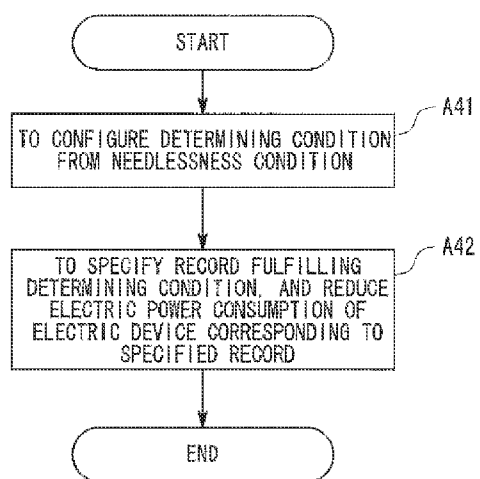 START
A41
TO CONFIGURE DETERMINING CONDITION
FROM NEEDLESSNESS CONDITION
A42
TO SPECIFY RECORD FULFILLING
DETERMINING CONDITION, AND REDUCE
ELECTRIC POWER CONSUMPTION OF
ELECTRIC DEVICE CORRESPONDING TO
SPECIFIED RECORD
END